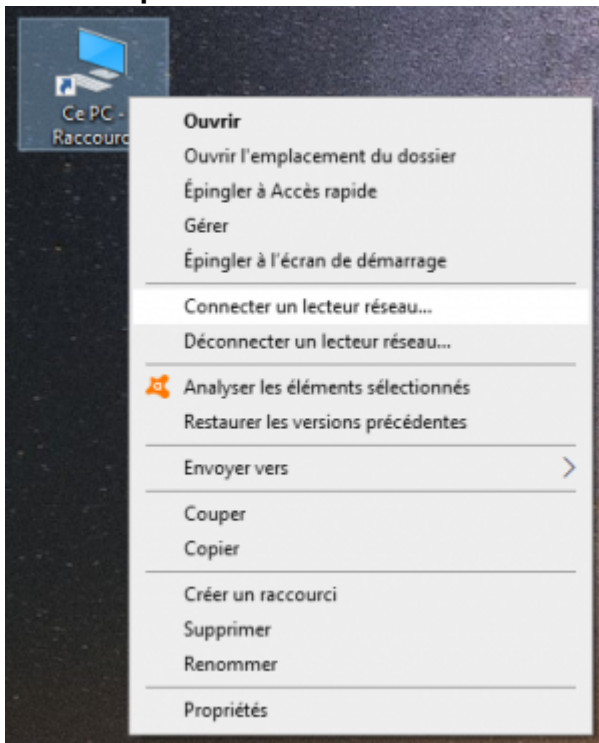 Ce PC -
Ouvrir
Ouvrir l'emplacement du dossier
Épingler à Accès rapide
Gérer
Épingler à l'écran de démarrage
Connecter un lecteur réseau...
Déconnecter un lecteur réseau...
Analyser les éléments sélectionnés
Restaurer les versions précédentes
Envoyer vers
Couper
Copier
Créer un raccourci
Supprimer
Renommer
Propriétés